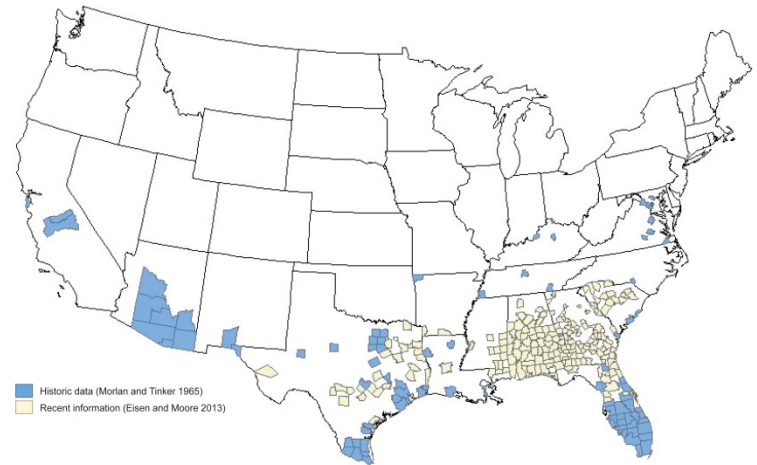 Historic data (Morlan and Tinker 1965)
Recent information (Eisen and Moore 2013)